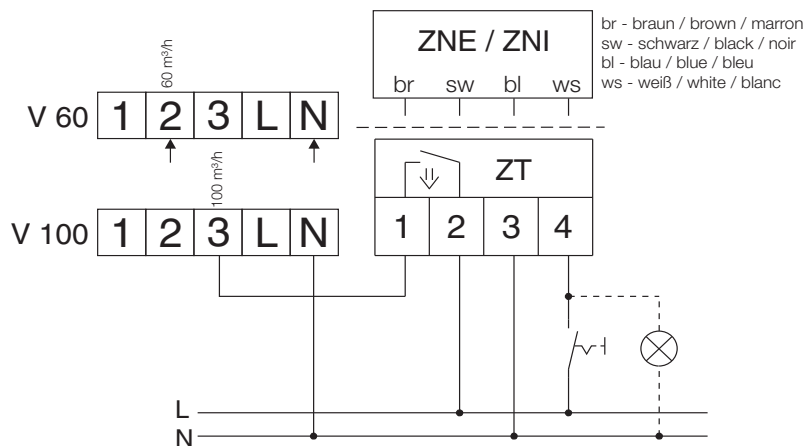 ZNE / ZNI
br sw bl ws
br - braun / brown / marron
sw - schwarz / black / noir
bl - blau / blue / bleu
ws - weiß / white / blanc
60 m³/h
V 60 1 2 3 L N
ZT
100 m³/h
V 100 1 2 3 L N
1 2 3 4
L
N